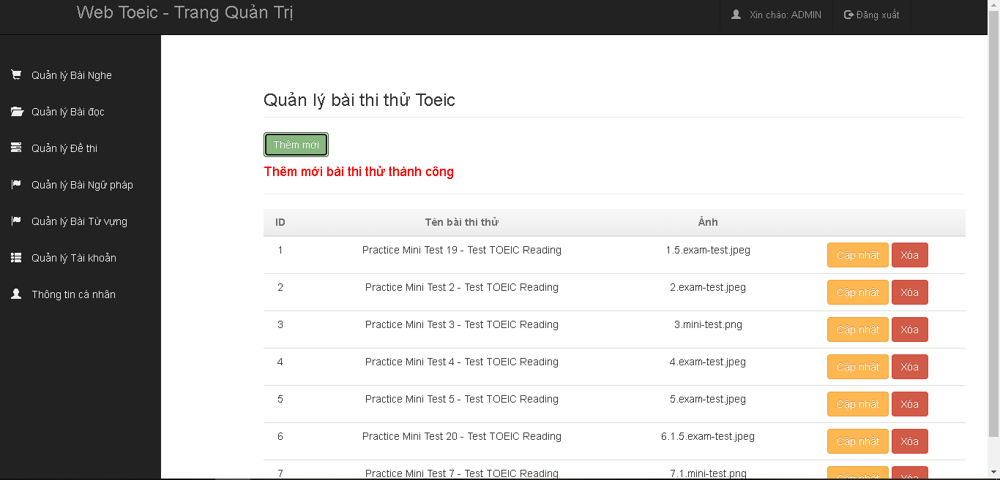 Web Toeic - Trang Quản Trị
Xin chào: ADMIN
Đăng xuất
Quản lý Bài Nghe
Quản lý Bài đọc
Quản lý Đề thi
Quản lý Bài Ngữ pháp
Quản lý Bài Từ vựng
Quản lý Tài khoản
Thông tin cá nhân
Quản lý bài thi thử Toeic
Thêm mới
Thêm mới bài thi thử thành công
ID Tên bài thi thử Ảnh
1 Practice Mini Test 19 - Test TOEIC Reading 1.5.exam-test.jpeg Cập nhật Xóa
2 Practice Mini Test 2 - Test TOEIC Reading 2.exam-test.jpeg Cập nhật Xóa
3 Practice Mini Test 3 - Test TOEIC Reading 3.mini-test.png Cập nhật Xóa
4 Practice Mini Test 4 - Test TOEIC Reading 4.exam-test.jpeg Cập nhật Xóa
5 Practice Mini Test 5 - Test TOEIC Reading 5.exam-test.jpeg Cập nhật Xóa
6 Practice Mini Test 20 - Test TOEIC Reading 6.1.5.exam-test.jpeg Cập nhật Xóa
7 Practice Mini Test 7 - Test TOEIC Reading 7.1.mini-test.png Cập nhật Xóa